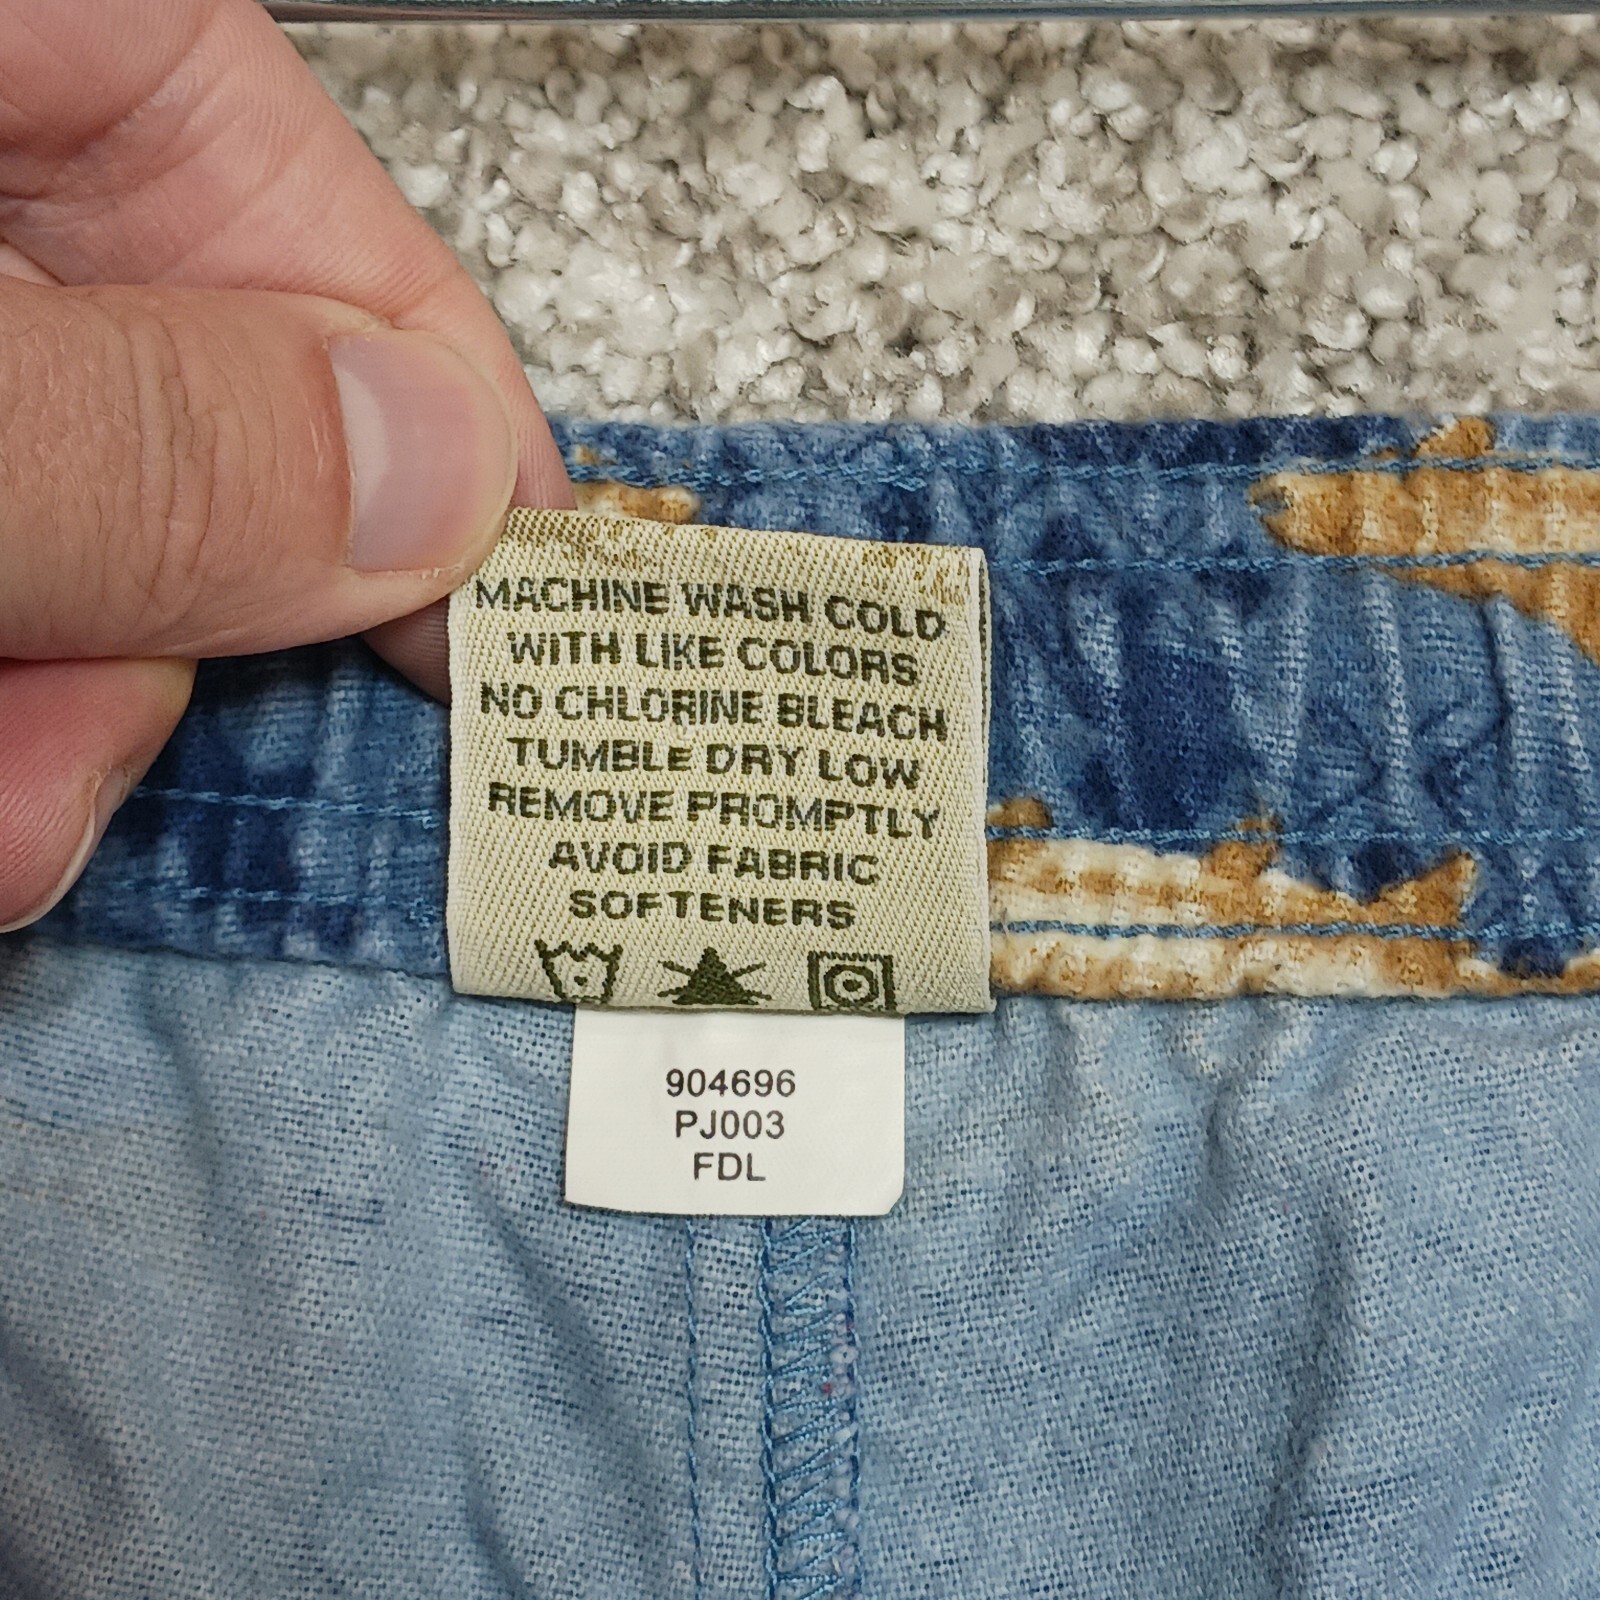 MACHINE WASH COLD
WITH LIKE COLORS
NO CHLORINE BLEACH
TUMBLE DRY LOW
REMOVE PROMPTLY
AVOID FABRIC
SOFTENERS
904696
PJ003
FDL